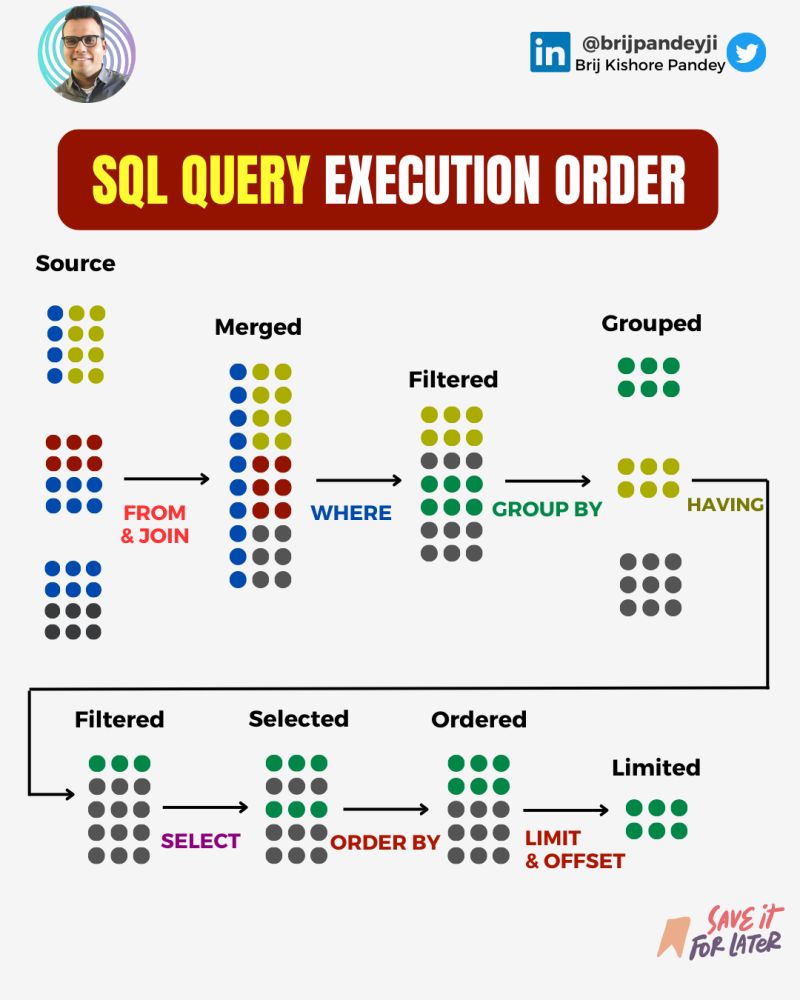 in @brijpandeyji
Brij Kishore Pandey
SQL QUERY EXECUTION ORDER
Source
Merged
Filtered
Grouped
FROM
& JOIN
WHERE
GROUP BY
HAVING
Filtered
Selected
Ordered
Limited
SELECT
ORDER BY
LIMIT
& OFFSET
SAVE iT
FOR LATER